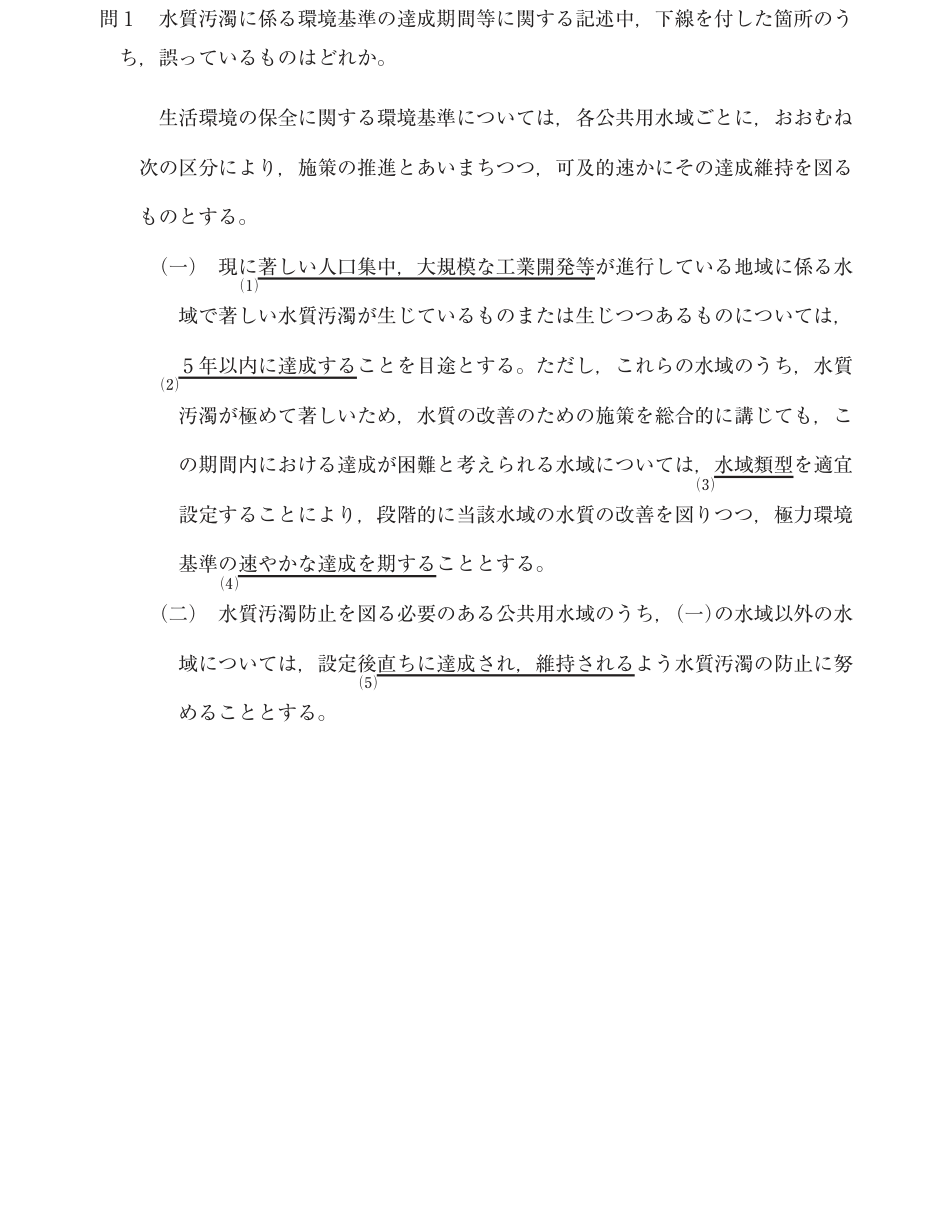 問1　水質汚濁に係る環境基準の達成期間等に関する記述中，下線を付した箇所のう
ち，誤っているものはどれか。
生活環境の保全に関する環境基準については，各公共用水域ごとに，おおむね
次の区分により，施策の推進とあいまちつつ，可及的速かにその達成維持を図る
ものとする。
（一）　現に著しい人口集中，大規模な工業開発等が進行している地域に係る水
(1)
域で著しい水質汚濁が生じているものまたは生じつつあるものについては，
5年以内に達成することを目途とする。ただし，これらの水域のうち，水質
(2)
汚濁が極めて著しいため，水質の改善のための施策を総合的に講じても，こ
の期間内における達成が困難と考えられる水域については，水域類型を適宜
(3)
設定することにより，段階的に当該水域の水質の改善を図りつつ，極力環境
基準の速やかな達成を期することとする。
(4)
（二）　水質汚濁防止を図る必要のある公共用水域のうち，（一）の水域以外の水
域については，設定後直ちに達成され，維持されるよう水質汚濁の防止に努
(5)
めることとする。